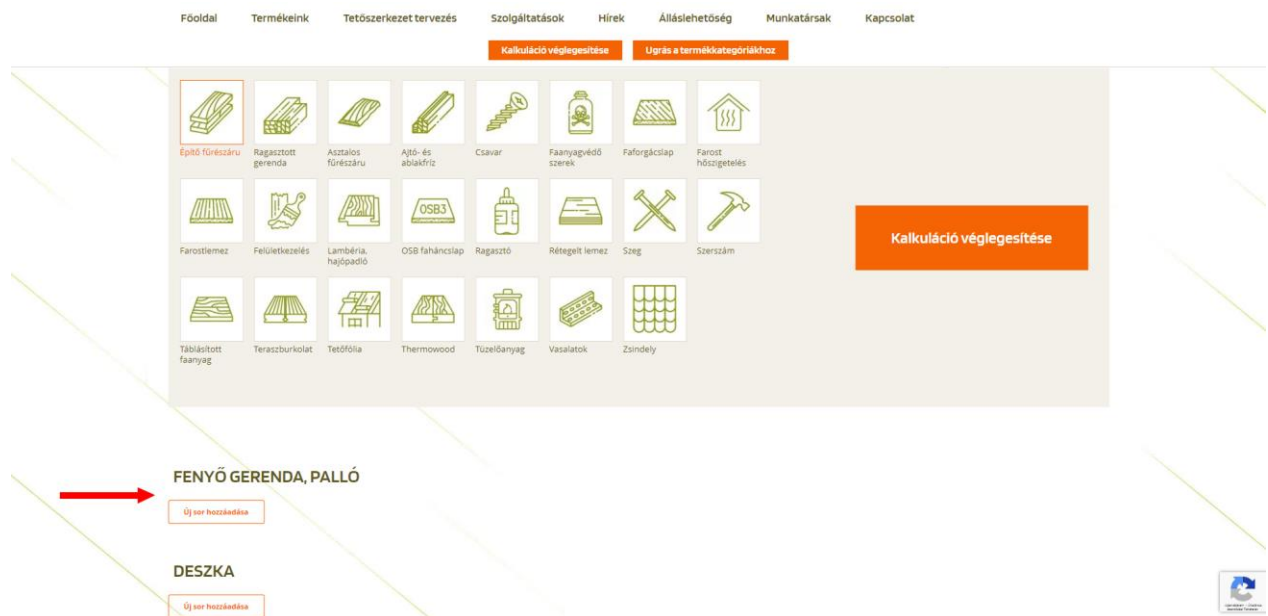 Főoldal Termékeink Tetőszerkezet tervezés Szolgáltatások Hírek Álláslehetőség Munkatársak Kapcsolat
Kalkuláció véglegesítése Ugrás a termékkategóriákhoz
Építő fűrészáru
Ragasztott
gerenda
Asztalos
fűrészáru
Ajtó- és
ablakfríz
Csavar
Faanyagvédő
szerek
Faforgácslap
Farost
hőszigetelés
OSB3
Farostlemez
Felületkezelés
Lambéria,
hajópadló
OSB faháncslap
Ragasztó
Rétegelt lemez
Szeg
Szerszám
Kalkuláció véglegesítése
Táblásított
faanyag
Teraszburkolat
Tetőfólia
Thermowood
Tüzelőanyag
Vasalatok
Zsindely
FENYŐ GERENDA, PALLÓ
Új sor hozzáadása
DESZKA
Új sor hozzáadása